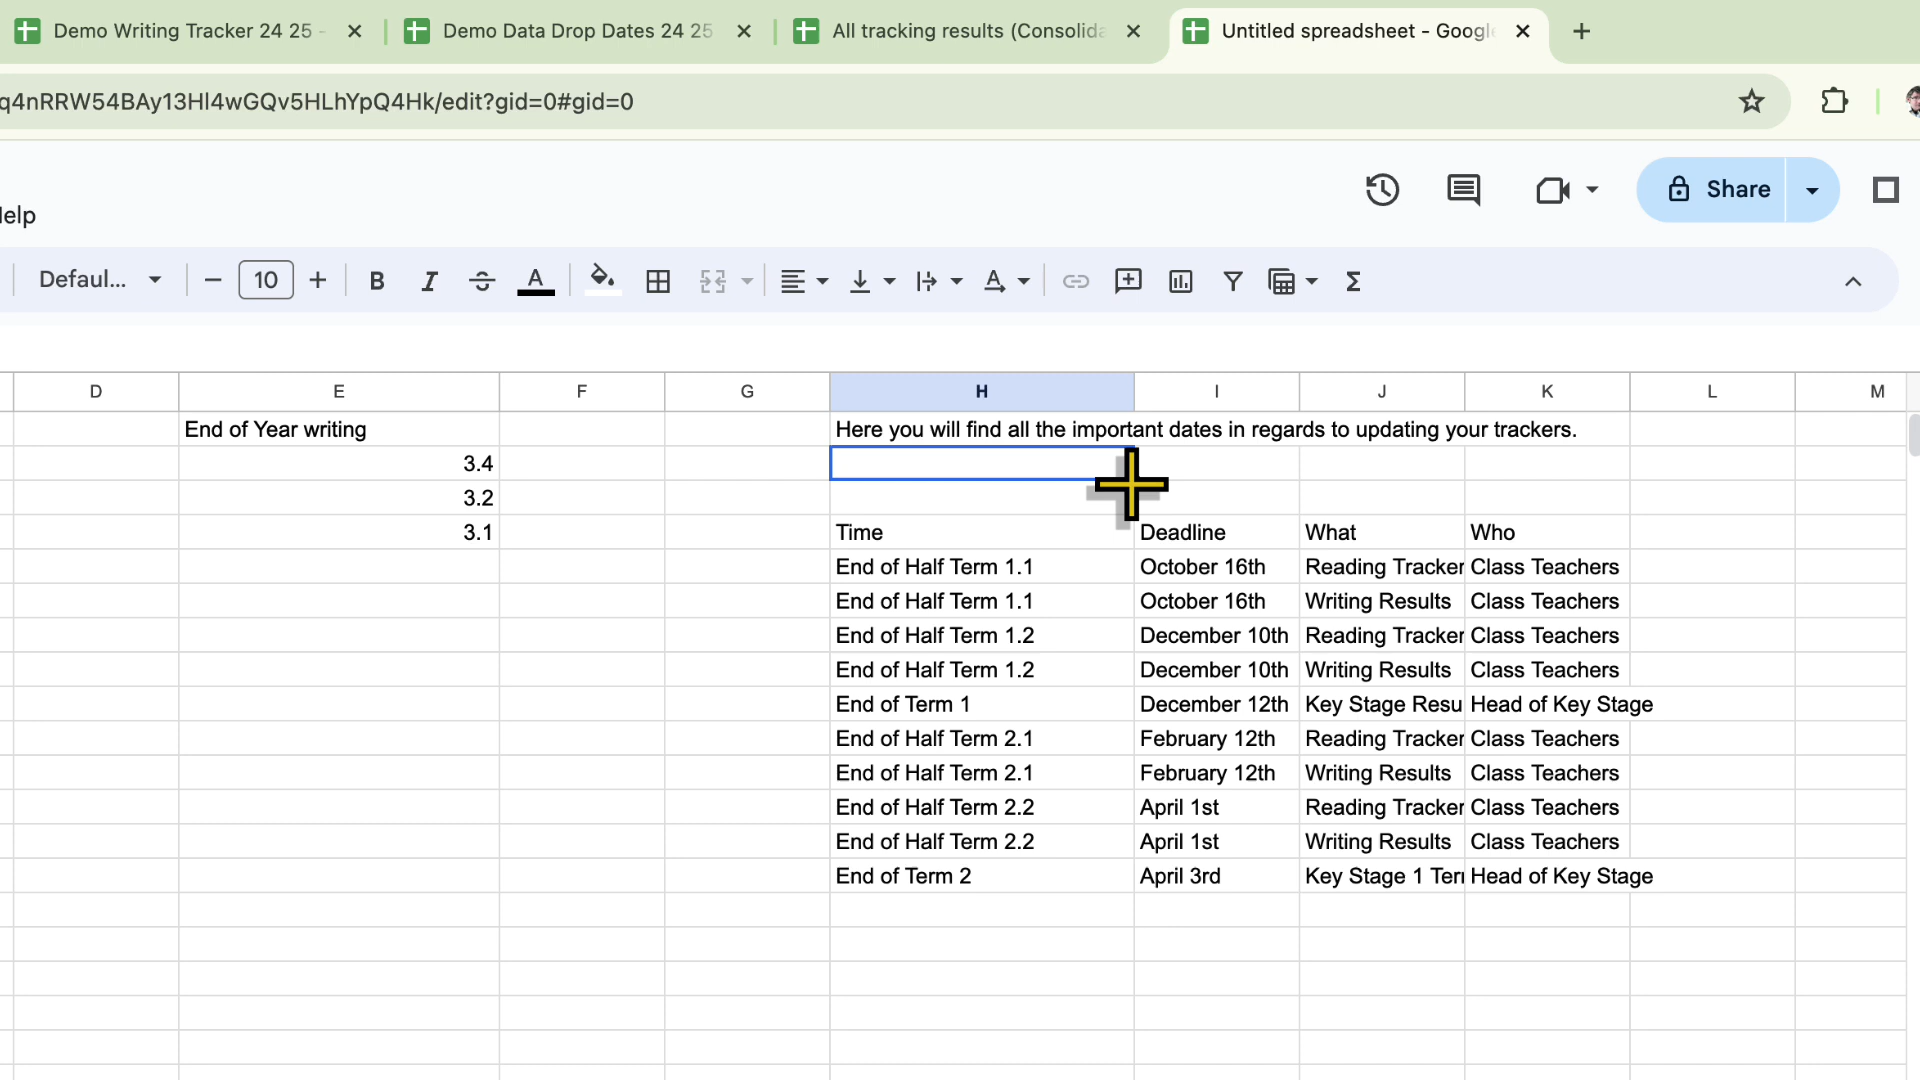 Demo Writing Tracker 24 25 -
Demo Data Drop Dates 24 25
All tracking results (Consolida
Untitled spreadsheet - Googl
q4nRRW54BAy13Hl4wGQv5HLhYpQ4Hk/edit?gid=0#gid=0
Share
Help
Defaul... 10
D E F G H I J K L M
End of Year writing Here you will find all the important dates in regards to updating your trackers.
3.4
3.2
3.1 Time Deadline What Who
End of Half Term 1.1 October 16th Reading Tracker Class Teachers
End of Half Term 1.1 October 16th Writing Results Class Teachers
End of Half Term 1.2 December 10th Reading Tracker Class Teachers
End of Half Term 1.2 December 10th Writing Results Class Teachers
End of Term 1 December 12th Key Stage Resu Head of Key Stage
End of Half Term 2.1 February 12th Reading Tracker Class Teachers
End of Half Term 2.1 February 12th Writing Results Class Teachers
End of Half Term 2.2 April 1st Reading Tracker Class Teachers
End of Half Term 2.2 April 1st Writing Results Class Teachers
End of Term 2 April 3rd Key Stage 1 Terr Head of Key Stage